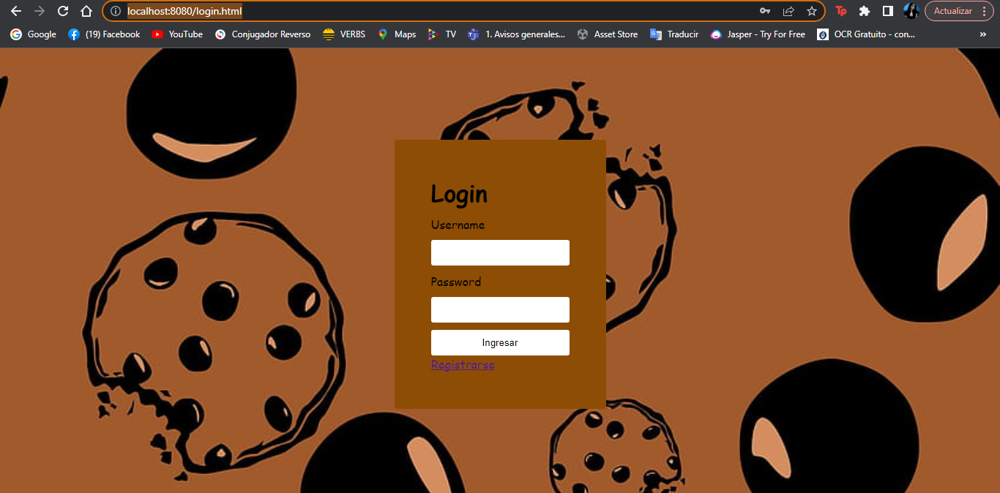 localhost:8080/login.html
Tp
Actualizar
Google (19) Facebook YouTube Conjugador Reverso VERBS Maps TV 1. Avisos generales... Asset Store Traducir Jasper - Try For Free OCR Gratuito - con... »
Login
Username
Password
Ingresar
Registrarse